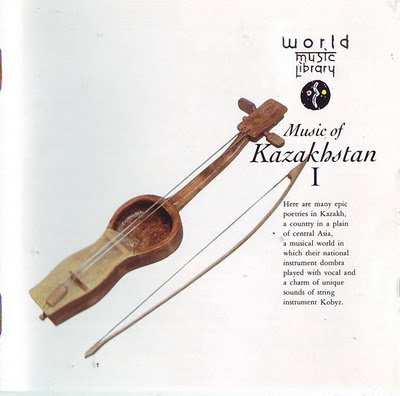 world
music
Library
Music of
Kazakhstan
I
Here are many epic
poetries in Kazakh,
a country in a plain
of central Asia,
a musical world in
which their national
instrument dombra
played with vocal and
a charm of unique
sounds of string
instrument Kobyz.